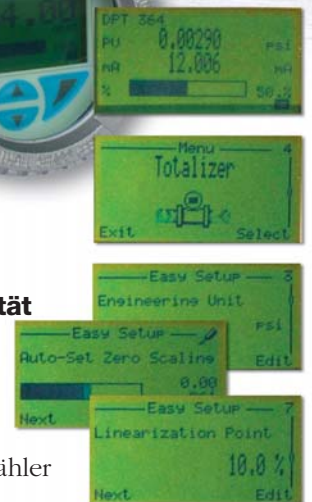 4.00
DPT 364
PV 0.00290 psi
mA 12.006 mA
% 50.%
Menu 4
Totalizer
Exit Select
tät
Easy Setup 3
Engineering Unit
psi
Edit
Easy Setup
Auto-Set Zero Scaling
0.00
Next
Easy Setup 7
Linearization Point
10.0 %
Next Edit
ähler